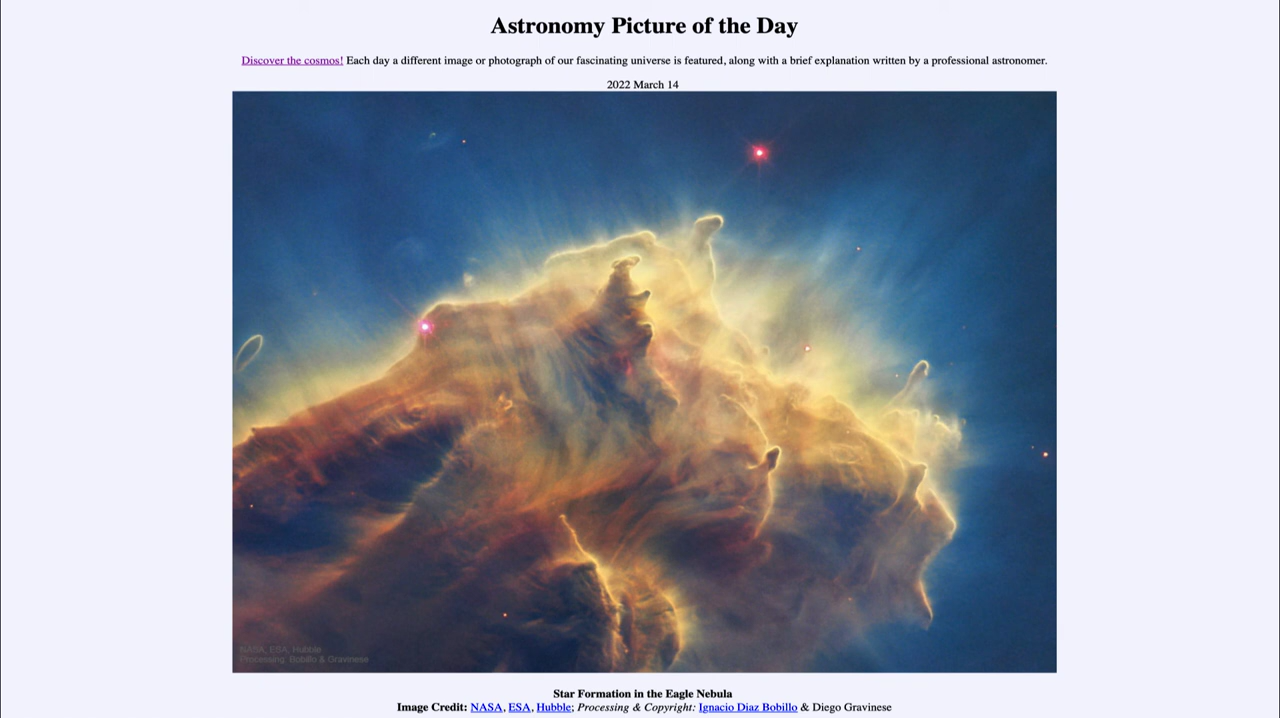 Astronomy Picture of the Day
Discover the cosmos! Each day a different image or photograph of our fascinating universe is featured, along with a brief explanation written by a professional astronomer.
2022 March 14
NASA, ESA, Hubble
Processing: Bobillo & Gravinese
Star Formation in the Eagle Nebula
Image Credit: NASA, ESA, Hubble; Processing & Copyright: Ignacio Diaz Bobillo & Diego Gravinese